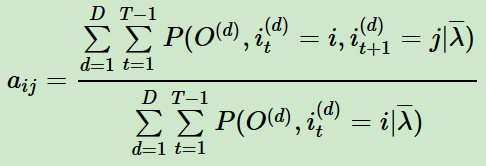 a_{ij} = \frac{\sum_{d=1}^{D} \sum_{t=1}^{T-1} P(O^{(d)}, i_t^{(d)} = i, i_{t+1}^{(d)} = j | \overline{\lambda})}{\sum_{d=1}^{D} \sum_{t=1}^{T-1} P(O^{(d)}, i_t^{(d)} = i | \overline{\lambda})}